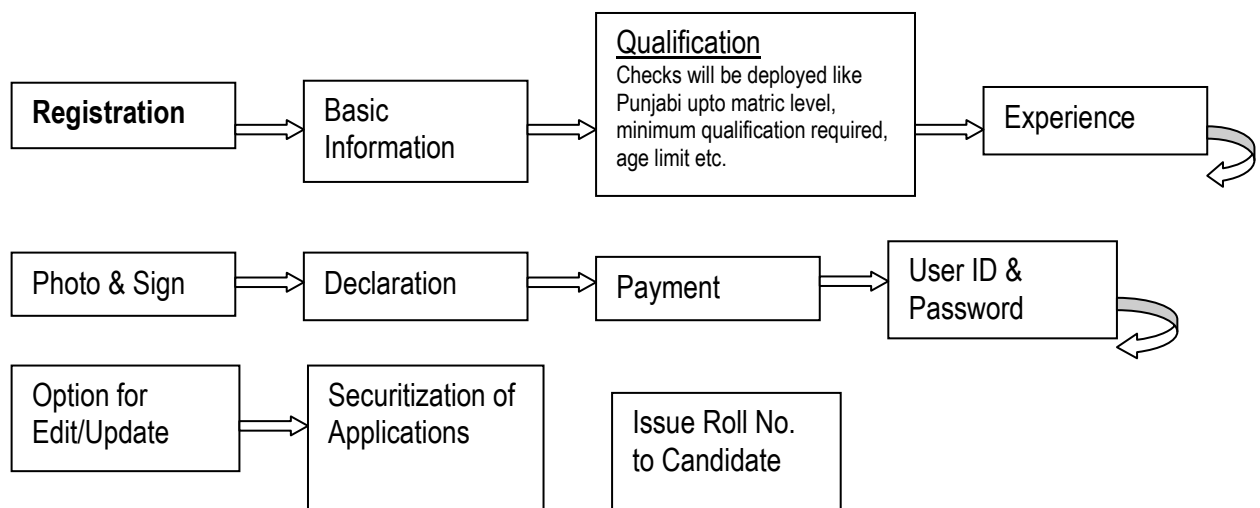 Registration
Basic
Information
Qualification
Checks will be deployed like
Punjabi upto matric level,
minimum qualification required,
age limit etc.
Experience
Photo & Sign
Declaration
Payment
User ID &
Password
Option for
Edit/Update
Securitization of
Applications
Issue Roll No.
to Candidate